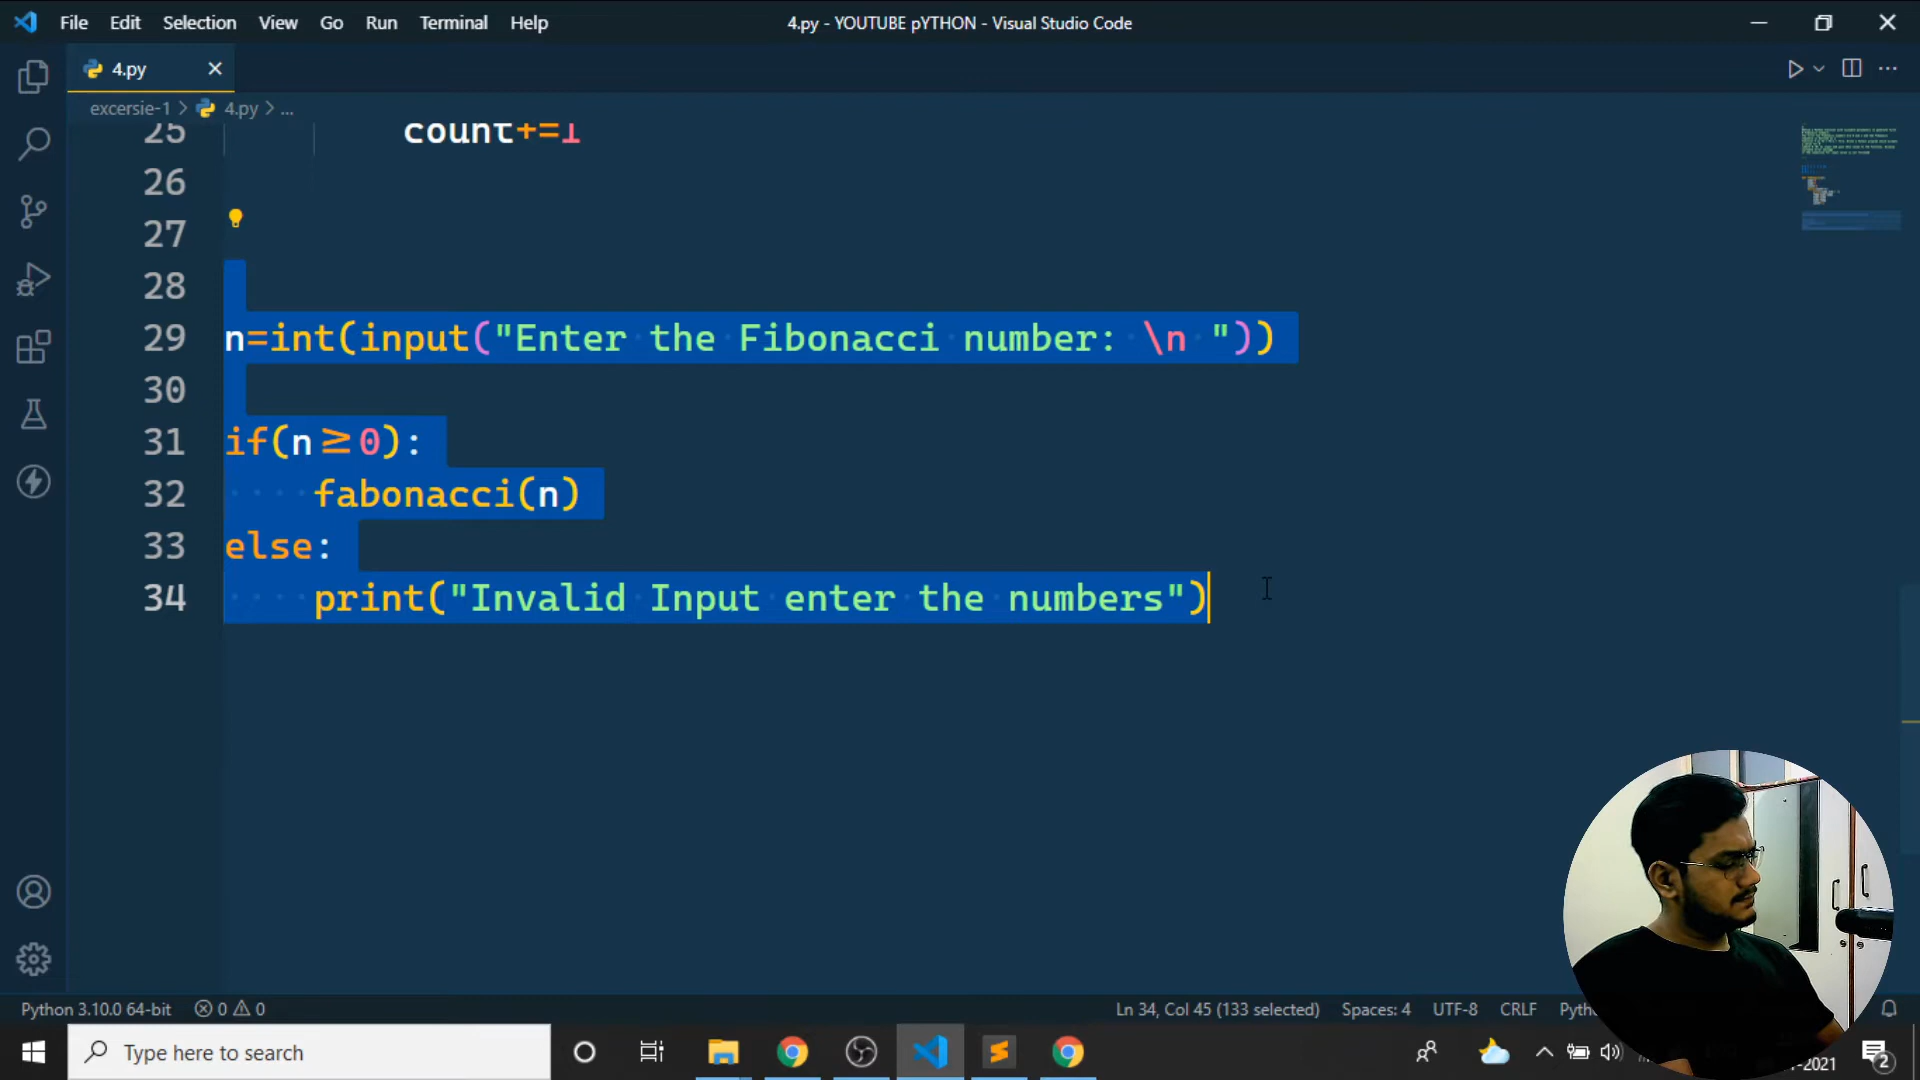 File Edit Selection View Go Run Terminal Help
4.py - YOUTUBE pYTHON - Visual Studio Code
4.py
excersie-1 > 4.py > ...
25 count+=1
26
27
28
29 n=int(input("Enter the Fibonacci number: \n "))
30
31 if(n≥0):
32 fabonacci(n)
33 else:
34 print("Invalid Input enter the numbers")
Python 3.10.0 64-bit 0 0
Ln 34, Col 45 (133 selected) Spaces: 4 UTF-8 CRLF
Type here to search
2